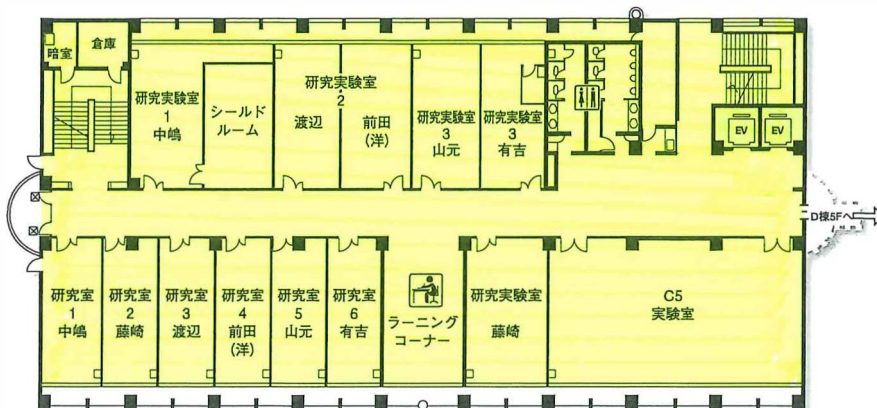 暗室
倉庫
研究実験室
1
中嶋
シールド
ルーム
研究実験室
2
渡辺
前田
(洋)
研究実験室
3
山元
研究実験室
3
有吉
EV
EV
D棟5Fへ
研究室
1
中嶋
研究室
2
藤崎
研究室
3
渡辺
研究室
4
前田
(洋)
研究室
5
山元
研究室
6
有吉
ラーニング
コーナー
研究実験室
藤崎
C5
実験室